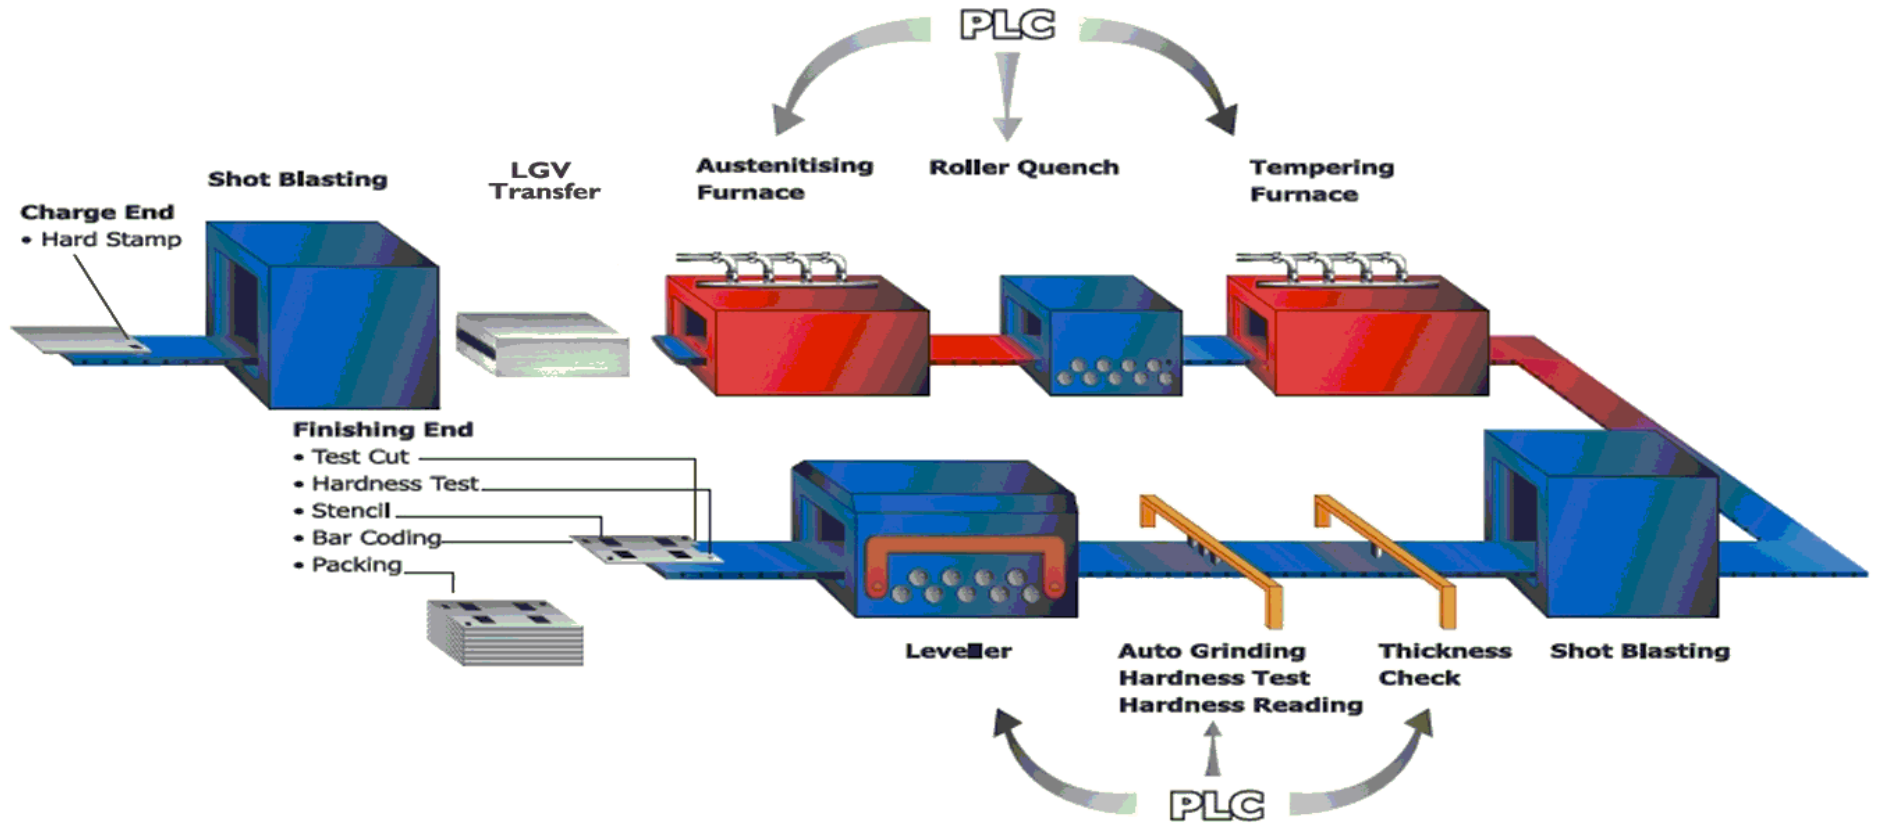 PLC
Shot Blasting
LGV
Transfer
Austenitising
Furnace
Roller Quench
Tempering
Furnace
Charge End
• Hard Stamp
Finishing End
• Test Cut
• Hardness Test
• Stencil
• Bar Coding
• Packing
Leveller
Auto Grinding
Hardness Test
Hardness Reading
Thickness
Check
Shot Blasting
PLC